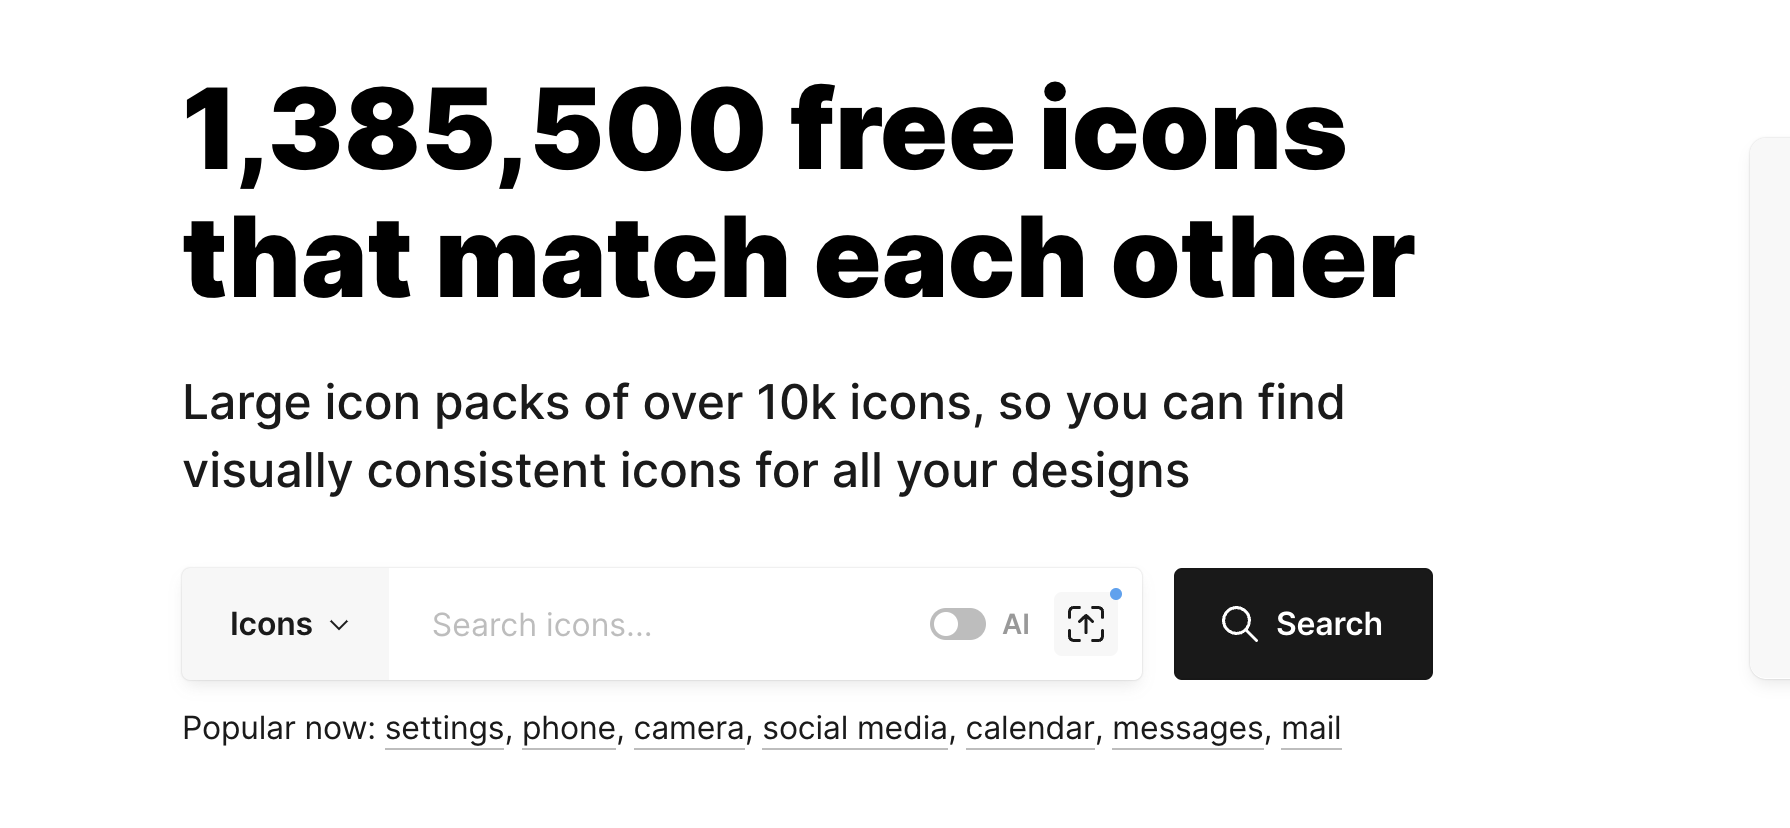 1,385,500 free icons
that match each other
Large icon packs of over 10k icons, so you can find
visually consistent icons for all your designs
Icons Search icons... AI Search
Popular now: settings, phone, camera, social media, calendar, messages, mail